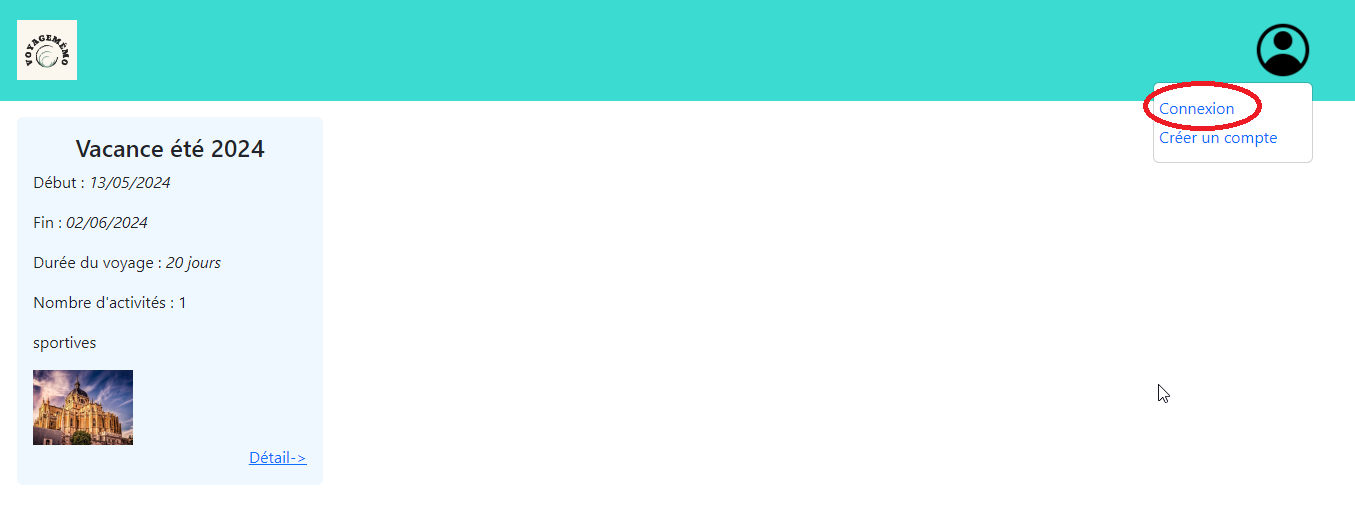 VOYAGEMÉMO
Connexion
Créer un compte
Vacance été 2024
Début : 13/05/2024
Fin : 02/06/2024
Durée du voyage : 20 jours
Nombre d'activités : 1
sportives
Détail->